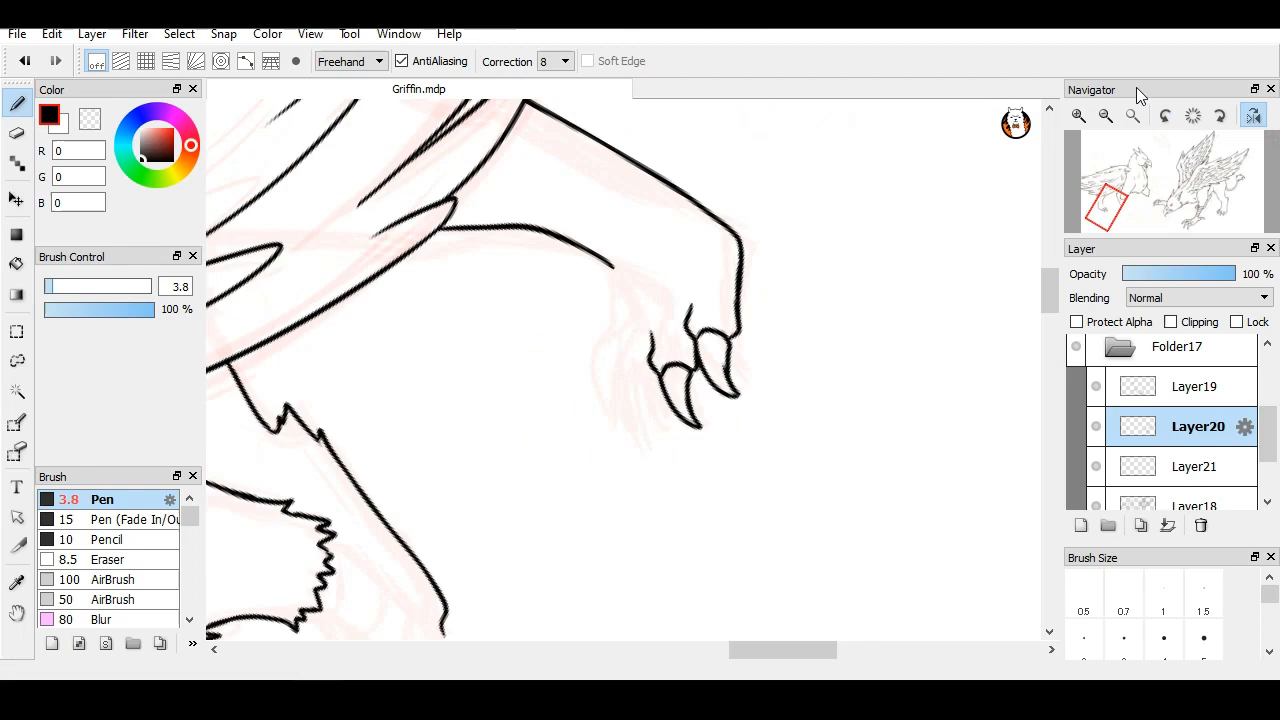 File Edit Layer Filter Select Snap Color View Tool Window Help
off Freehand AntiAliasing Correction 8 Soft Edge
Color
Griffin.mdp
Navigator
R 0
G 0
B 0
Brush Control
3.8
100 %
Layer
Opacity 100 %
Blending Normal
Protect Alpha Clipping Lock
Folder17
Layer19
Layer20
Layer21
Layer18
Brush
3.8 Pen
15 Pen (Fade In/Ou
10 Pencil
8.5 Eraser
100 AirBrush
50 AirBrush
80 Blur
Brush Size
0.5 0.7 1 1.5